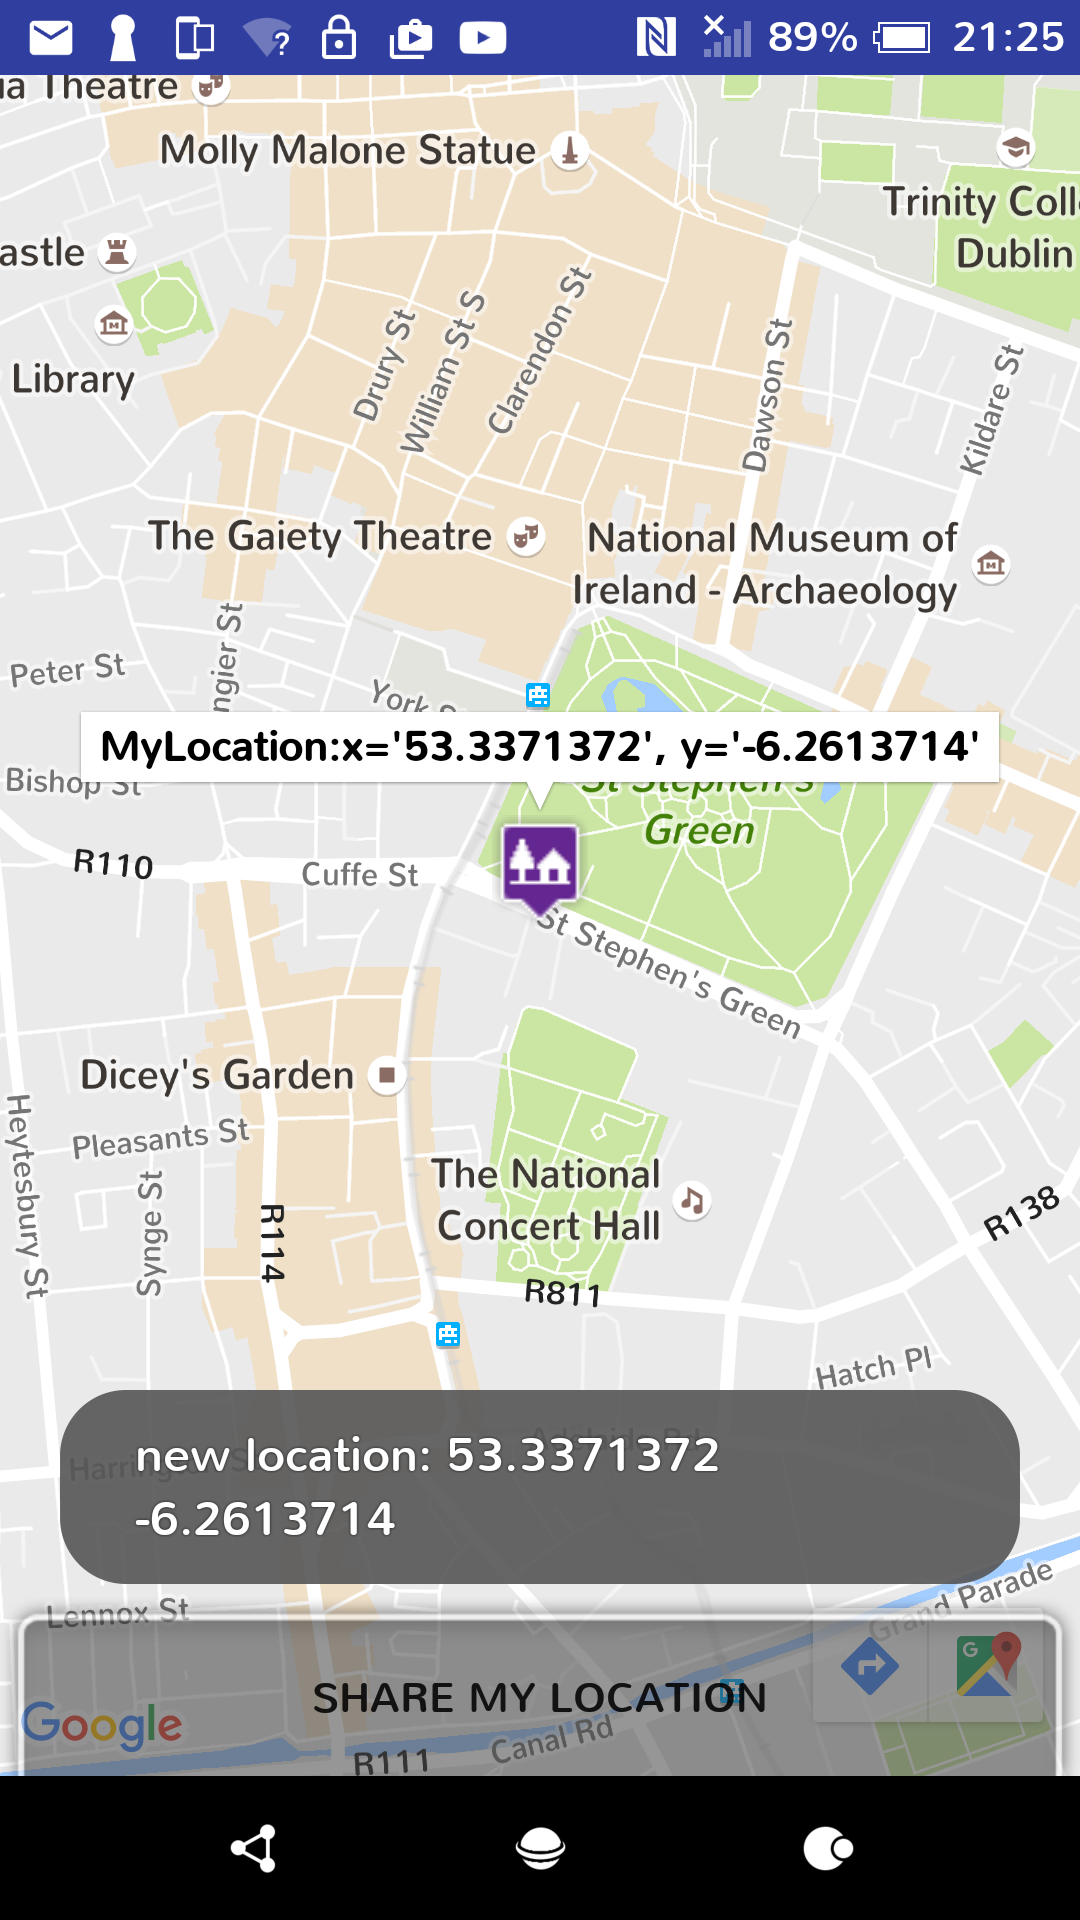 89% 21:25
a Theatre
Molly Malone Statue
Trinity Coll
Dublin
astle
Library
Drury St
William St S
Clarendon St
Dawson St
Kildare St
The Gaiety Theatre
National Museum of
Ireland - Archaeology
Peter St
ngier St
York S
MyLocation:x='53.3371372', y='-6.2613714'
Bishop St
St Stephen's
Green
R110
Cuffe St
St Stephen's Green
Dicey's Garden
Heytesbury St
Pleasants St
Synge St
R114
The National
Concert Hall
R138
R811
Hatch Pl
Adelaide Rd
new location: 53.3371372
-6.2613714
Harrington S
Lennox St
Grand Parade
SHARE MY LOCATION
Google
G
Canal Rd
R111